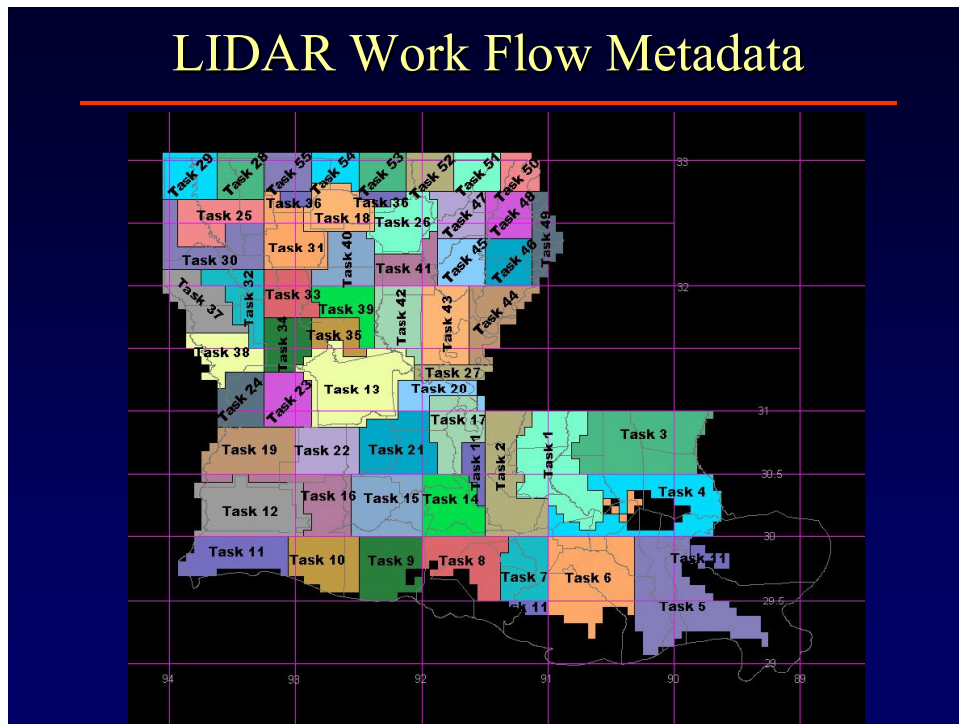 LIDAR Work Flow Metadata
Task 29
Task 28
Task 55
Task 54
Task 53
Task 52
Task 51
Task 50
33
Task 36
Task 36
Task 25
Task 18
Task 26
Task 47
Task 48
Task 49
Task 31
Task 40
Task 30
Task 41
Task 45
Task 46
Task 37
Task 32
Task 33
Task 39
Task 42
Task 43
Task 44
32
Task 34
Task 35
Task 38
Task 27
Task 24
Task 23
Task 13
Task 20
31
Task 17
Task 19
Task 22
Task 21
Task 11
Task 2
Task 1
Task 3
30.5
Task 12
Task 16
Task 15
Task 14
Task 4
30
Task 11
Task 10
Task 9
Task 8
Task 7
Task 6
Task 11
sk 11
Task 5
29.5
29
94
93
92
91
90
89